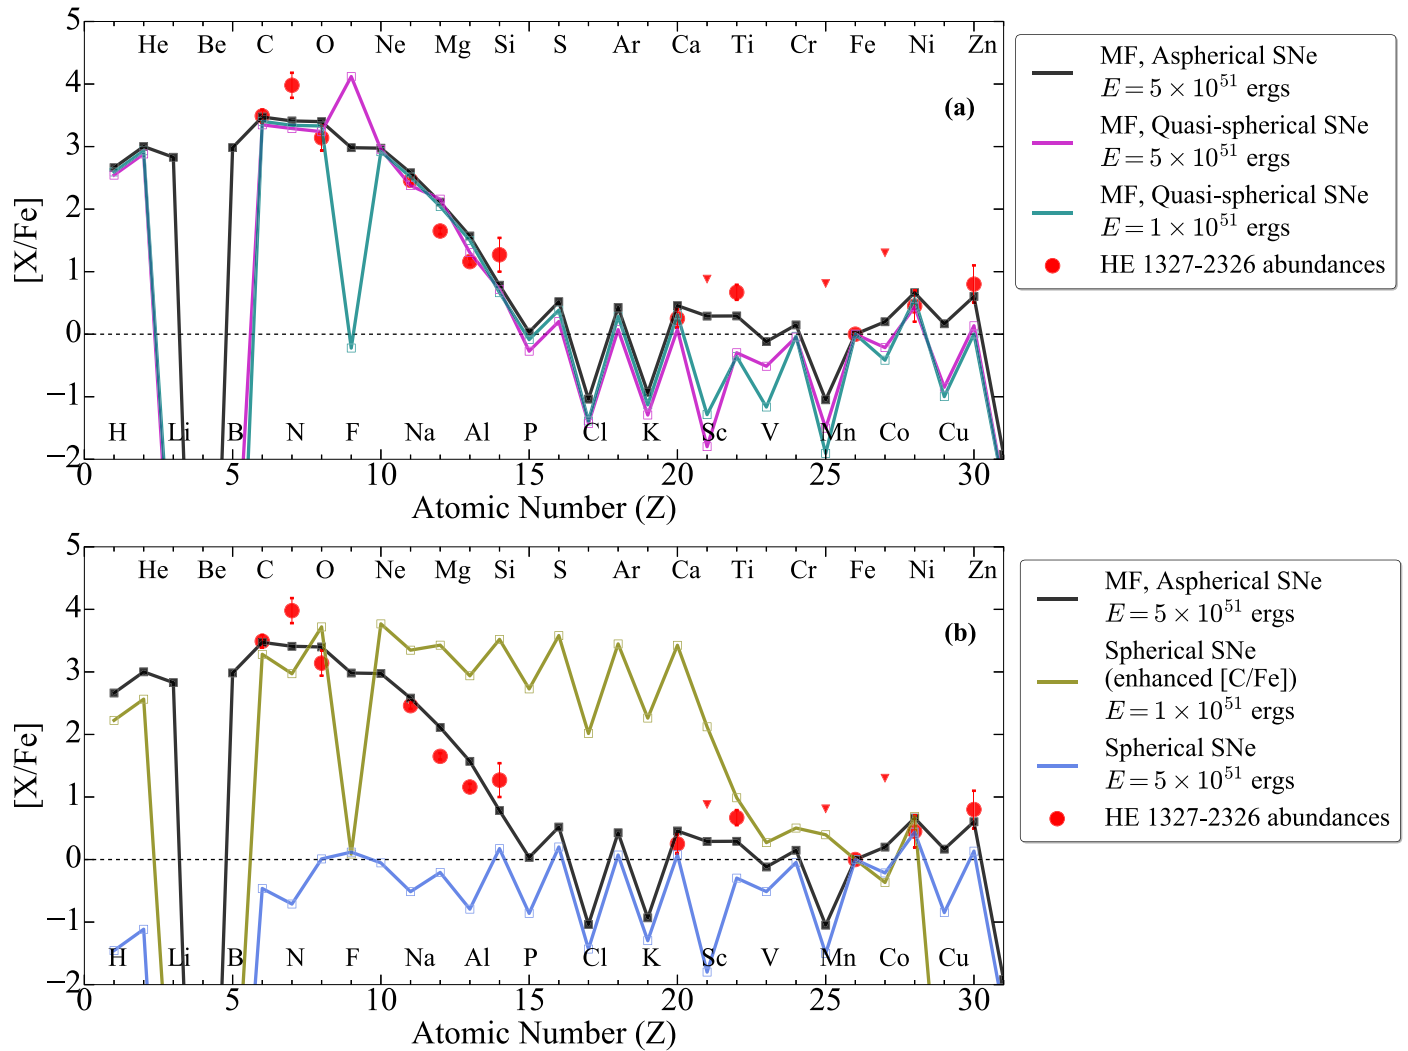 5
4
3
2
1
0
−1
−2
[X/Fe]
He Be C O Ne Mg Si S Ar Ca Ti Cr Fe Ni Zn
(a)
H Li B N F Na Al P Cl K Sc V Mn Co Cu
0 5 10 15 20 25 30
Atomic Number (Z)
MF, Aspherical SNe
E = 5 × 10^51 ergs
MF, Quasi-spherical SNe
E = 5 × 10^51 ergs
MF, Quasi-spherical SNe
E = 1 × 10^51 ergs
HE 1327-2326 abundances
5
4
3
2
1
0
−1
−2
[X/Fe]
He Be C O Ne Mg Si S Ar Ca Ti Cr Fe Ni Zn
(b)
H Li B N F Na Al P Cl K Sc V Mn Co Cu
0 5 10 15 20 25 30
Atomic Number (Z)
MF, Aspherical SNe
E = 5 × 10^51 ergs
Spherical SNe
(enhanced [C/Fe])
E = 1 × 10^51 ergs
Spherical SNe
E = 5 × 10^51 ergs
HE 1327-2326 abundances